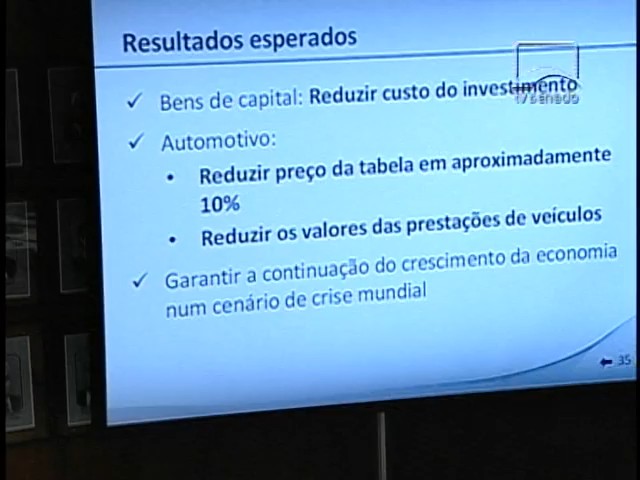 Resultados esperados
✓ Bens de capital: Reduzir custo do investimento
tv senado
✓ Automotivo:
• Reduzir preço da tabela em aproximadamente
10%
• Reduzir os valores das prestações de veículos
✓ Garantir a continuação do crescimento da economia
num cenário de crise mundial
35